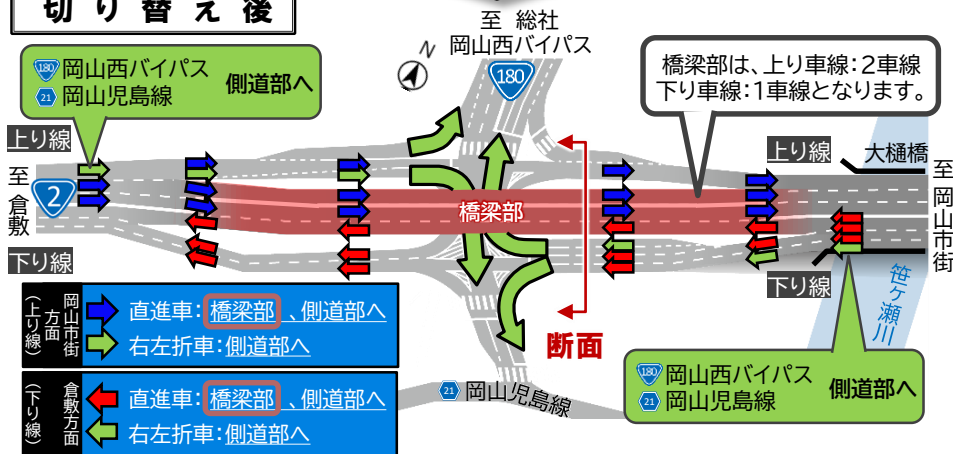 切り替え後
至 総社
岡山西バイパス
180
N
180 岡山西バイパス
21 岡山児島線
側道部へ
橋梁部は、上り車線：2車線
下り車線：1車線となります。
上り線
至 倉敷
2
下り線
橋梁部
上り線
大樋橋
至 岡山市街
下り線
笹ヶ瀬川
断面
岡山市街方面（上り線）
直進車：橋梁部、側道部へ
右左折車：側道部へ
倉敷方面（下り線）
直進車：橋梁部、側道部へ
右左折車：側道部へ
21 岡山児島線
180 岡山西バイパス
21 岡山児島線
側道部へ